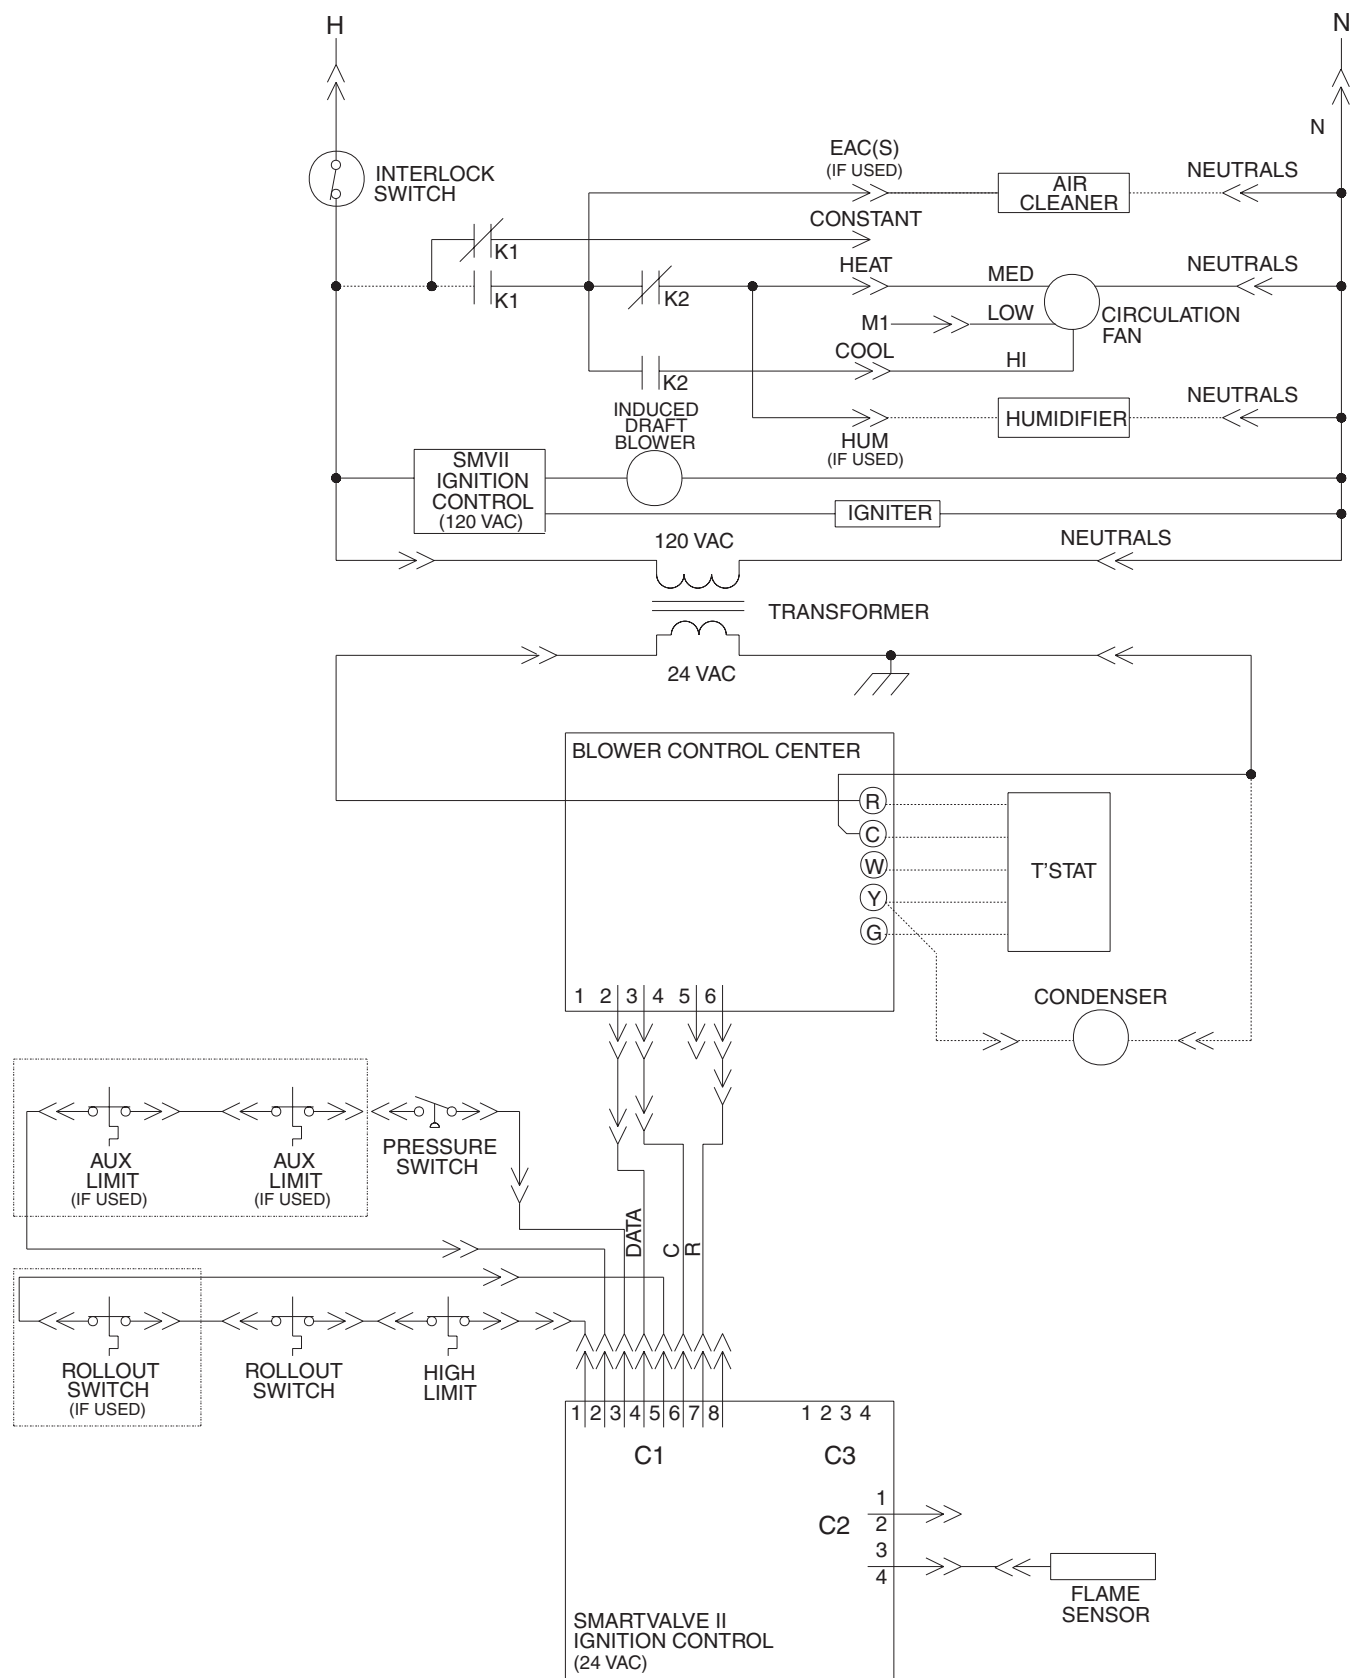 H
N
N
INTERLOCK
SWITCH
EAC(S)
(IF USED)
AIR
CLEANER
NEUTRALS
CONSTANT
K1
K1
HEAT
MED
NEUTRALS
K2
M1
LOW
CIRCULATION
FAN
COOL
HI
K2
INDUCED
DRAFT
BLOWER
HUM
(IF USED)
HUMIDIFIER
NEUTRALS
SMVII
IGNITION
CONTROL
(120 VAC)
IGNITER
120 VAC
NEUTRALS
TRANSFORMER
24 VAC
BLOWER CONTROL CENTER
R
C
W
Y
G
T'STAT
1 2 3 4 5 6
CONDENSER
AUX
LIMIT
(IF USED)
AUX
LIMIT
(IF USED)
PRESSURE
SWITCH
DATA
C
R
ROLLOUT
SWITCH
(IF USED)
ROLLOUT
SWITCH
HIGH
LIMIT
1 2 3 4 5 6 7 8
1 2 3 4
C1
C3
C2
1
2
3
4
FLAME
SENSOR
SMARTVALVE II
IGNITION CONTROL
(24 VAC)